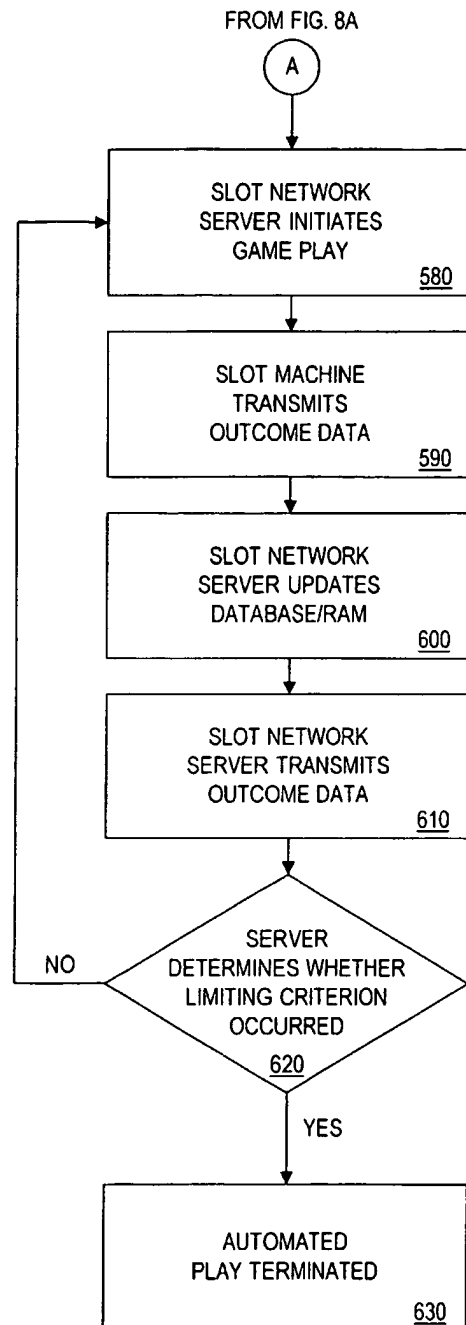 FROM FIG. 8A
A
SLOT NETWORK
SERVER INITIATES
GAME PLAY
580
SLOT MACHINE
TRANSMITS
OUTCOME DATA
590
SLOT NETWORK
SERVER UPDATES
DATABASE/RAM
600
SLOT NETWORK
SERVER TRANSMITS
OUTCOME DATA
610
SERVER
DETERMINES WHETHER
LIMITING CRITERION
OCCURRED
620
NO
YES
AUTOMATED
PLAY TERMINATED
630